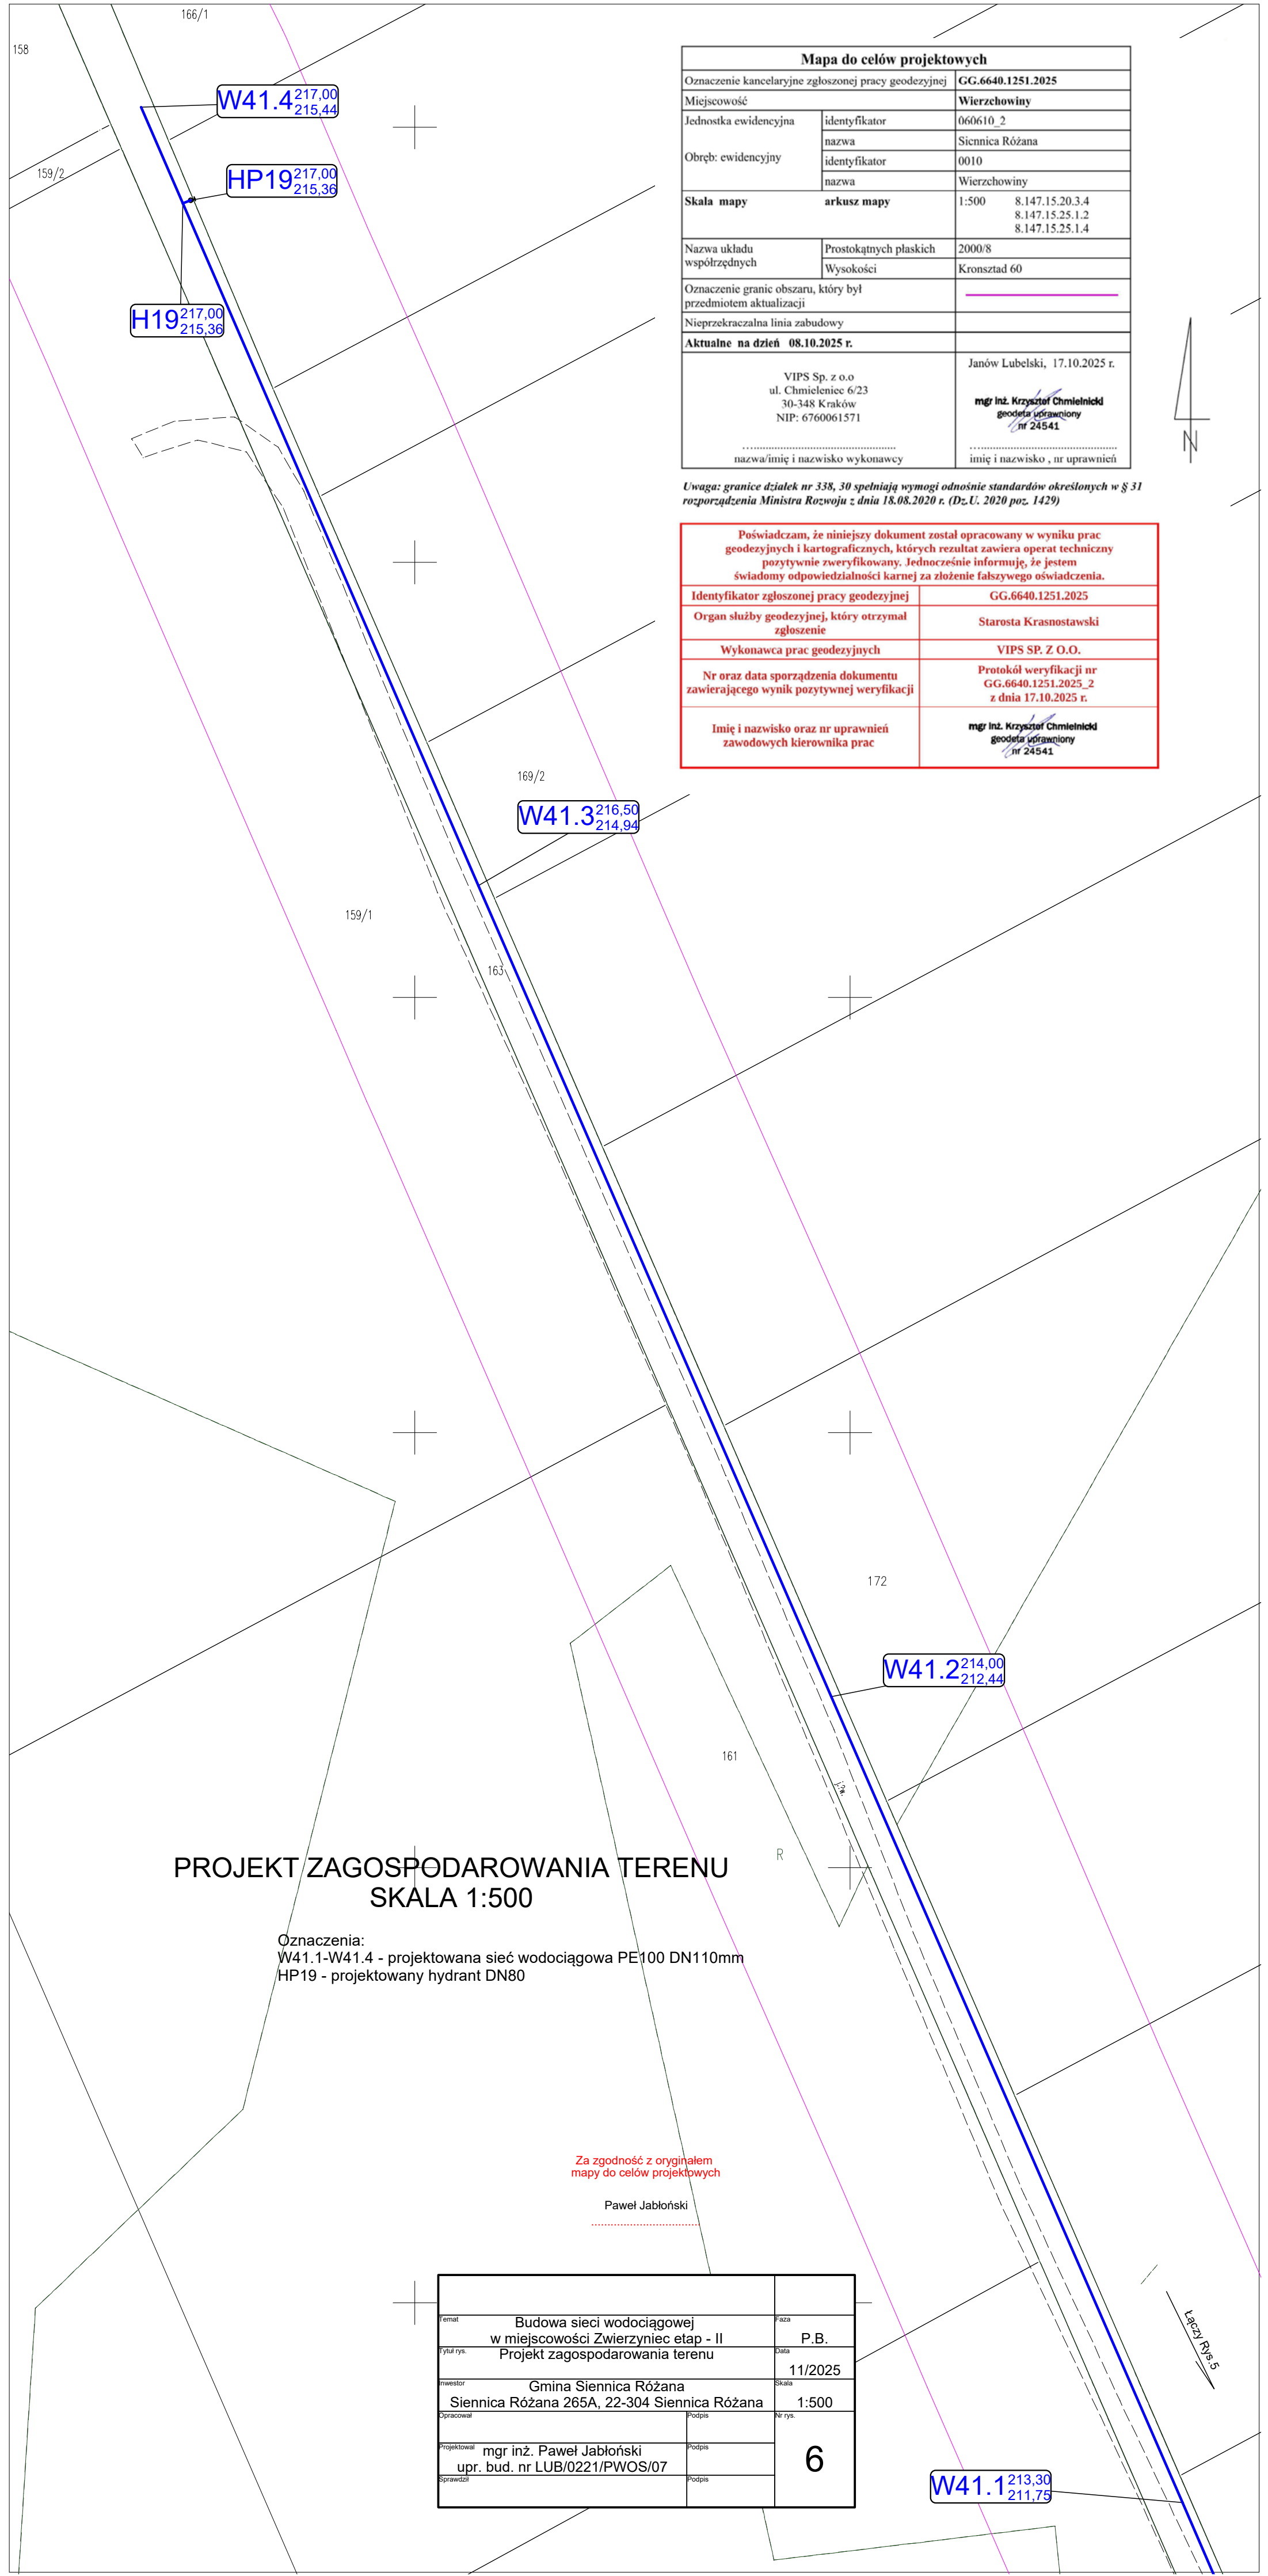 166/1
158
W41.4 217,00
215,44
159/2
HP19 217,00
215,36
H19 217,00
215,36
Mapa do celów projektowych
Oznaczenie kancelaryjne zgłoszonej pracy geodezyjnej GG.6640.1251.2025
Miejscowość Wierzchowiny
Jednostka ewidencyjna identyfikator 060610_2
nazwa Siennica Różana
Obręb: ewidencyjny identyfikator 0010
nazwa Wierzchowiny
Skala mapy arkusz mapy 1:500 8.147.15.20.3.4
8.147.15.25.1.2
8.147.15.25.1.4
Nazwa układu
współrzędnych
Prostokątnych płaskich 2000/8
Wysokości Kronsztad 60
Oznaczenie granic obszaru, który był
przedmiotem aktualizacji
Nieprzekraczalna linia zabudowy
Aktualne na dzień 08.10.2025 r.
VIPS Sp. z o.o
ul. Chmieleniec 6/23
30-348 Kraków
NIP: 6760061571
nazwa/imię i nazwisko wykonawcy
Janów Lubelski, 17.10.2025 r.
mgr inż. Krzysztof Chmielnicki
geodeta uprawniony
nr 24541
imię i nazwisko , nr uprawnień
N
Uwaga: granice działek nr 338, 30 spełniają wymogi odnośnie standardów określonych w § 31
rozporządzenia Ministra Rozwoju z dnia 18.08.2020 r. (Dz.U. 2020 poz. 1429)
Poświadczam, że niniejszy dokument został opracowany w wyniku prac
geodezyjnych i kartograficznych, których rezultat zawiera operat techniczny
pozytywnie zweryfikowany. Jednocześnie informuję, że jestem
świadomy odpowiedzialności karnej za złożenie fałszywego oświadczenia.
Identyfikator zgłoszonej pracy geodezyjnej GG.6640.1251.2025
Organ służby geodezyjnej, który otrzymał
zgłoszenie
Starosta Krasnostawski
Wykonawca prac geodezyjnych VIPS SP. Z O.O.
Nr oraz data sporządzenia dokumentu
zawierającego wynik pozytywnej weryfikacji
Protokół weryfikacji nr
GG.6640.1251.2025_2
z dnia 17.10.2025 r.
Imię i nazwisko oraz nr uprawnień
zawodowych kierownika prac
mgr inż. Krzysztof Chmielnicki
geodeta uprawniony
nr 24541
169/2
W41.3 216,50
214,94
159/1
163
172
W41.2 214,00
212,44
161
R
PROJEKT ZAGOSPODAROWANIA TERENU
SKALA 1:500
Oznaczenia:
W41.1-W41.4 - projektowana sieć wodociągowa PE100 DN110mm
HP19 - projektowany hydrant DN80
Za zgodność z oryginałem
mapy do celów projektowych
Paweł Jabłoński
Łączy Rys.5
Temat
Budowa sieci wodociągowej
w miejscowości Zwierzyniec etap - II
Faza
P.B.
Tytuł rys.
Projekt zagospodarowania terenu
Data
11/2025
Inwestor
Gmina Siennica Różana
Siennica Różana 265A, 22-304 Siennica Różana
Skala
1:500
Opracował
Podpis
Nr rys.
6
Projektował
mgr inż. Paweł Jabłoński
upr. bud. nr LUB/0221/PWOS/07
Podpis
Sprawdził
Podpis
W41.1 213,30
211,75